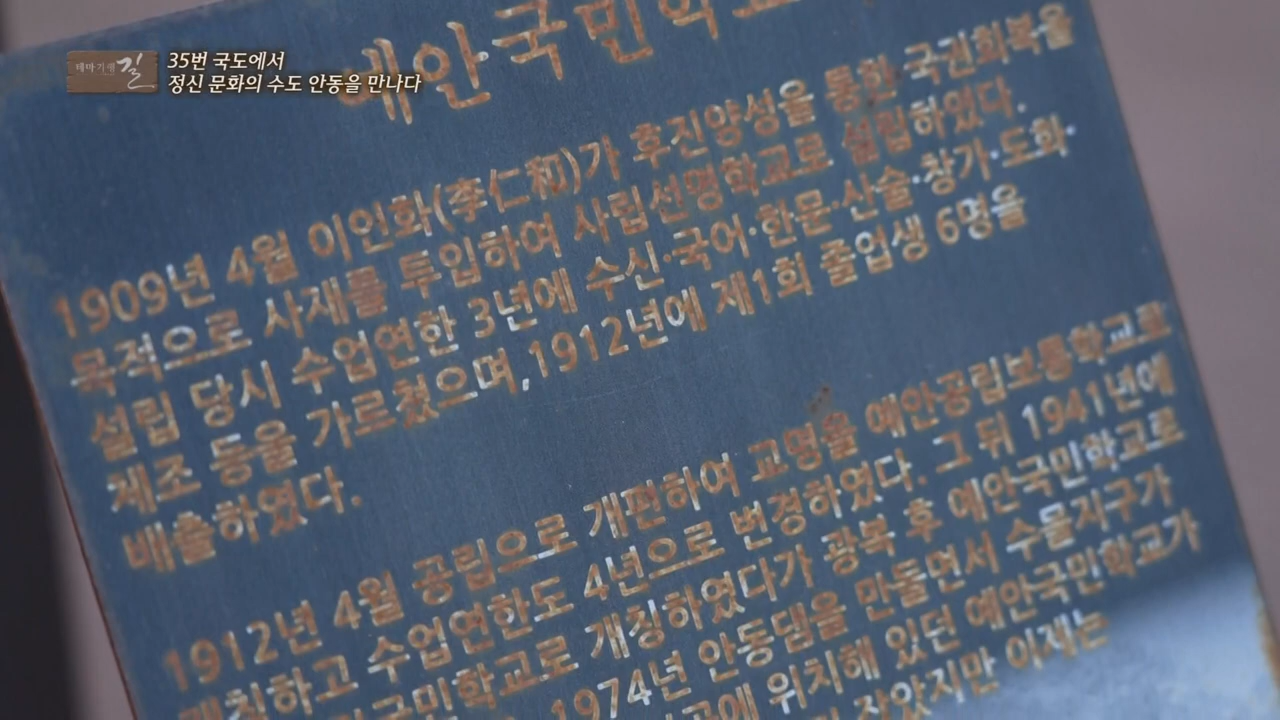 테마기행 길
35번 국도에서
정신 문화의 수도 안동을 만나다
예안국민학교
1909년 4월 이인화(李仁和)가 후진양성을 통한 국권회복을
목적으로 사재를 투입하여 사립선명학교로 설립하였다.
설립 당시 수업연한 3년에 수신·국어·한문·산술·창가·도화·
체조 등을 가르쳤으며,1912년에 제1회 졸업생 6명을
배출하였다.
1912년 4월 공립으로 개편하여 교명을 예안공립보통학교로
개칭하고 수업연한도 4년으로 변경하였다. 그 뒤 1941년에
국민학교로 개칭하였다가 광복 후 예안국민학교로
1974년 안동댐을 만들면서 수몰지구가
위치해 있던 예안국민학교가
잠았지만 이제는